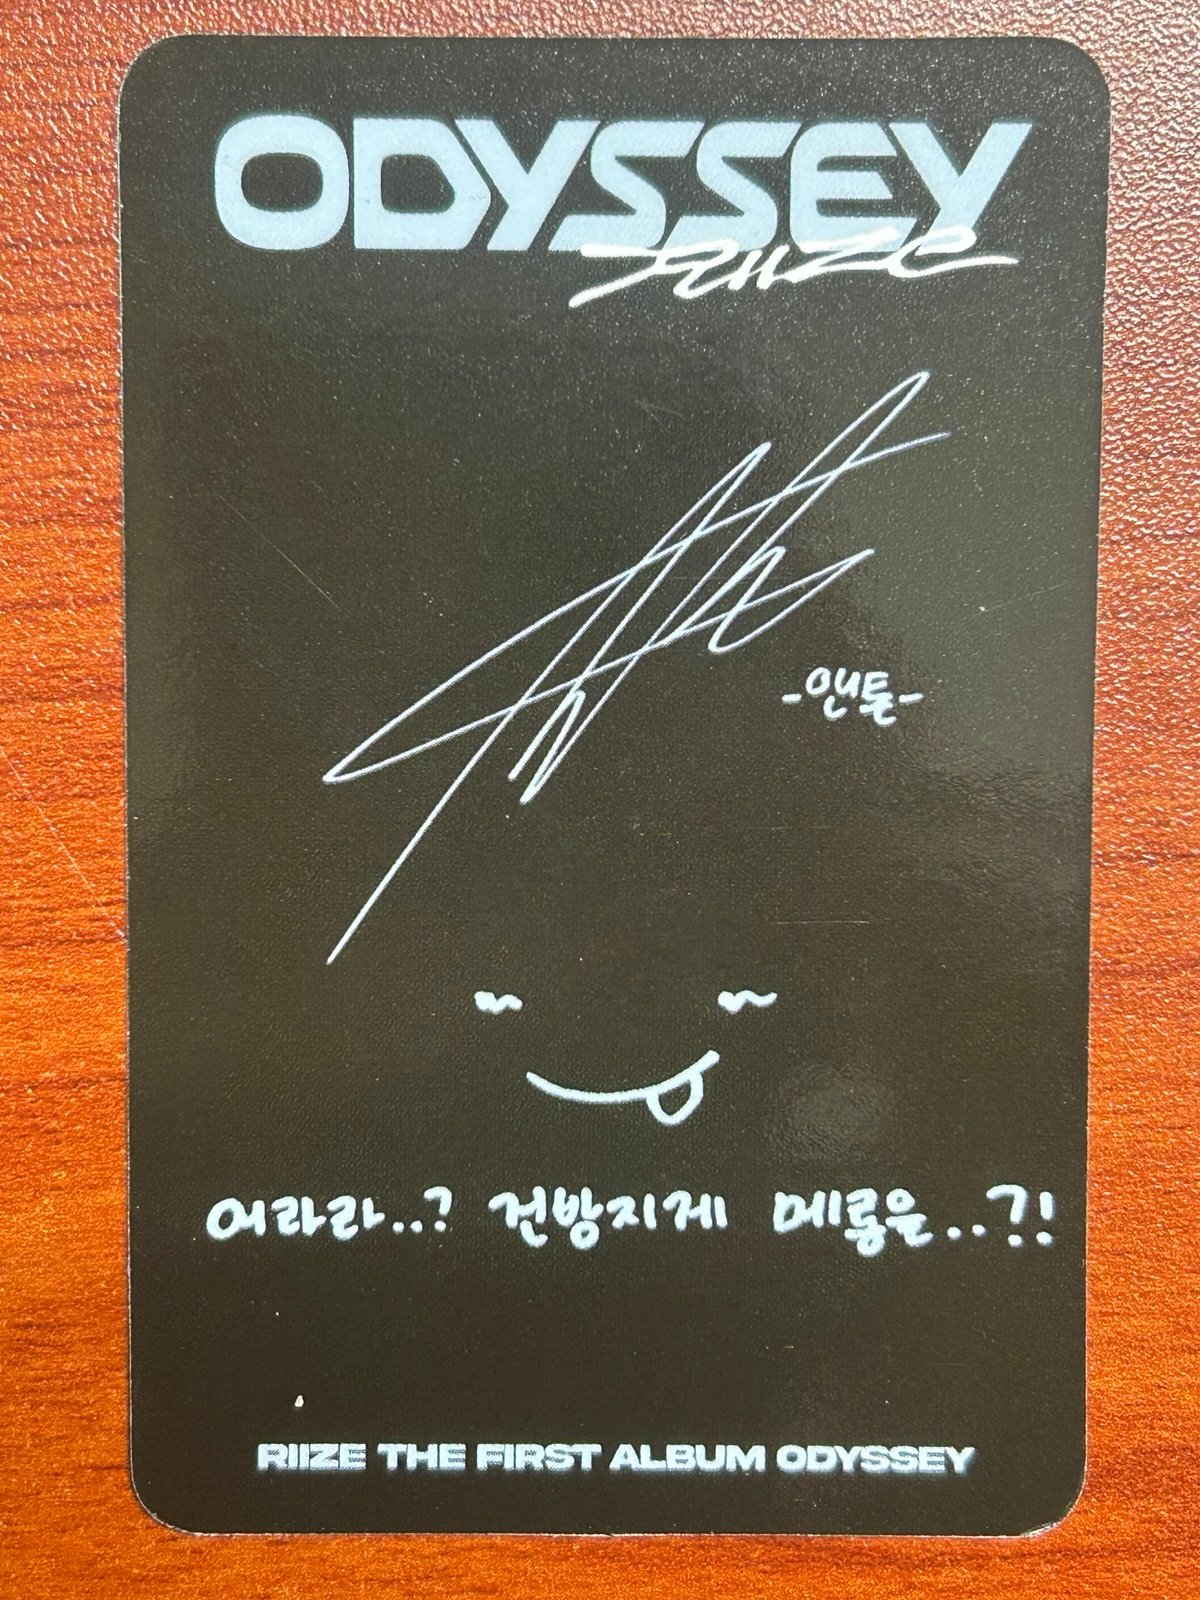 ODYSSEY
RIIZE
-앤톤-
어라라..? 건방지게 메롱을..?!
RIIZE THE FIRST ALBUM ODYSSEY